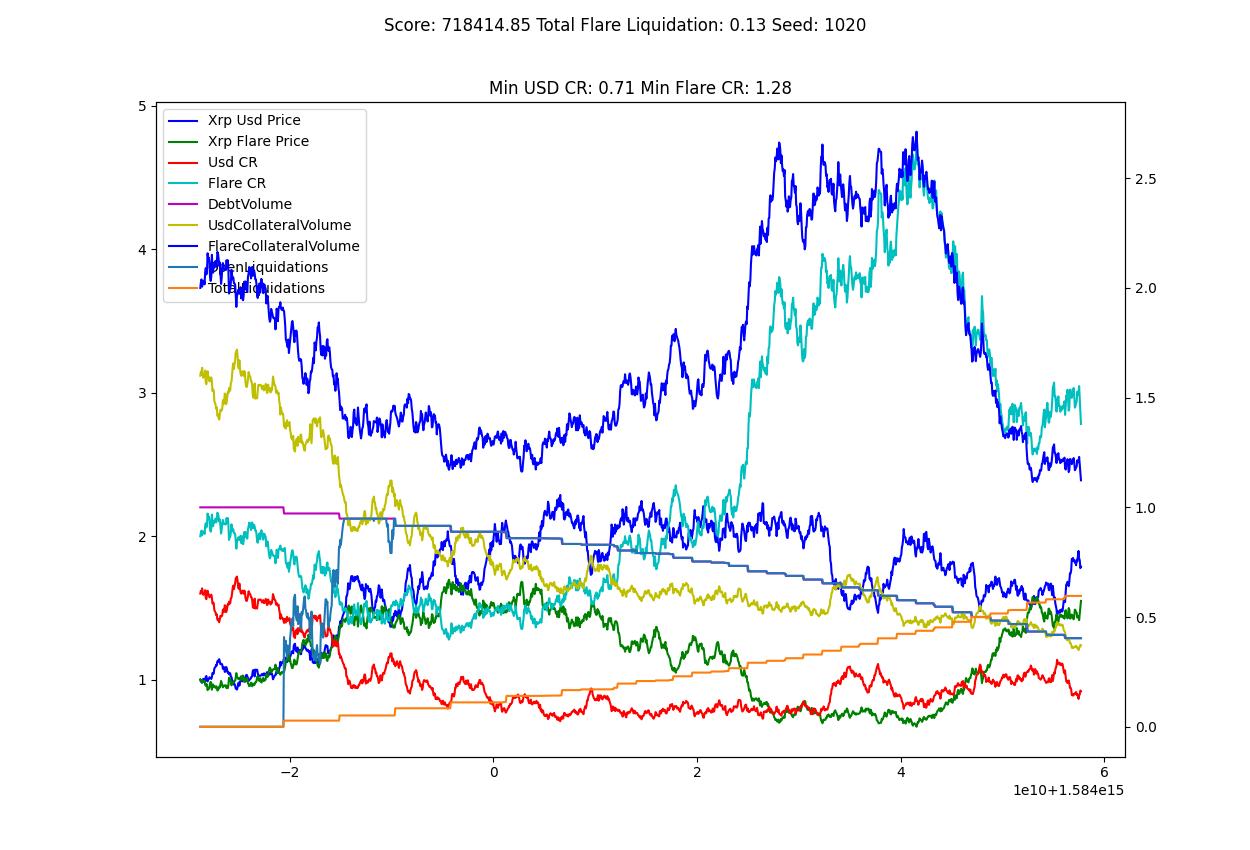 Score: 718414.85 Total Flare Liquidation: 0.13 Seed: 1020
Min USD CR: 0.71 Min Flare CR: 1.28
Xrp Usd Price
Xrp Flare Price
Usd CR
Flare CR
DebtVolume
UsdCollateralVolume
FlareCollateralVolume
OpenLiquidations
TotalLiquidations
5
4
3
2
1
2.5
2.0
1.5
1.0
0.5
0.0
−2
0
2
4
6
1e10+1.584e15